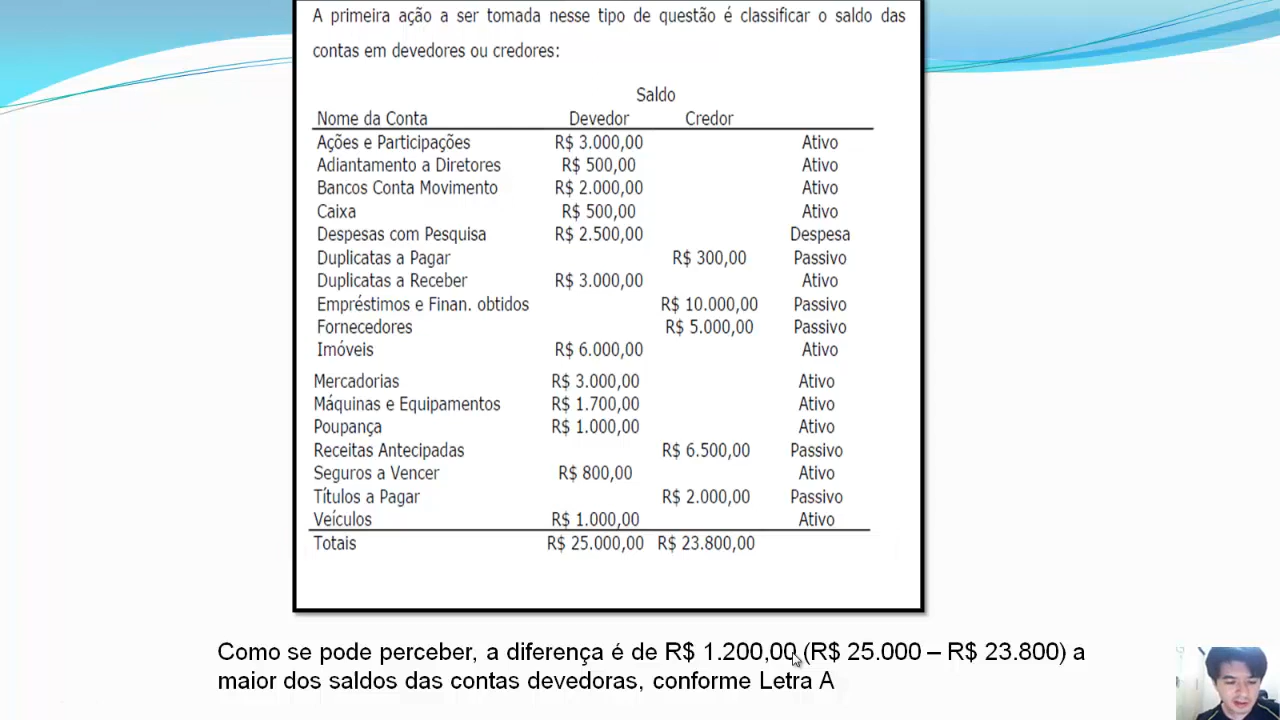 A primeira ação a ser tomada nesse tipo de questão é classificar o saldo das
contas em devedores ou credores:
Saldo
Nome da Conta Devedor Credor
Ações e Participações R$ 3.000,00 Ativo
Adiantamento a Diretores R$ 500,00 Ativo
Bancos Conta Movimento R$ 2.000,00 Ativo
Caixa R$ 500,00 Ativo
Despesas com Pesquisa R$ 2.500,00 Despesa
Duplicatas a Pagar R$ 300,00 Passivo
Duplicatas a Receber R$ 3.000,00 Ativo
Empréstimos e Finan. obtidos R$ 10.000,00 Passivo
Fornecedores R$ 5.000,00 Passivo
Imóveis R$ 6.000,00 Ativo
Mercadorias R$ 3.000,00 Ativo
Máquinas e Equipamentos R$ 1.700,00 Ativo
Poupança R$ 1.000,00 Ativo
Receitas Antecipadas R$ 6.500,00 Passivo
Seguros a Vencer R$ 800,00 Ativo
Títulos a Pagar R$ 2.000,00 Passivo
Veículos R$ 1.000,00 Ativo
Totais R$ 25.000,00 R$ 23.800,00
Como se pode perceber, a diferença é de R$ 1.200,00 (R$ 25.000 – R$ 23.800) a
maior dos saldos das contas devedoras, conforme Letra A